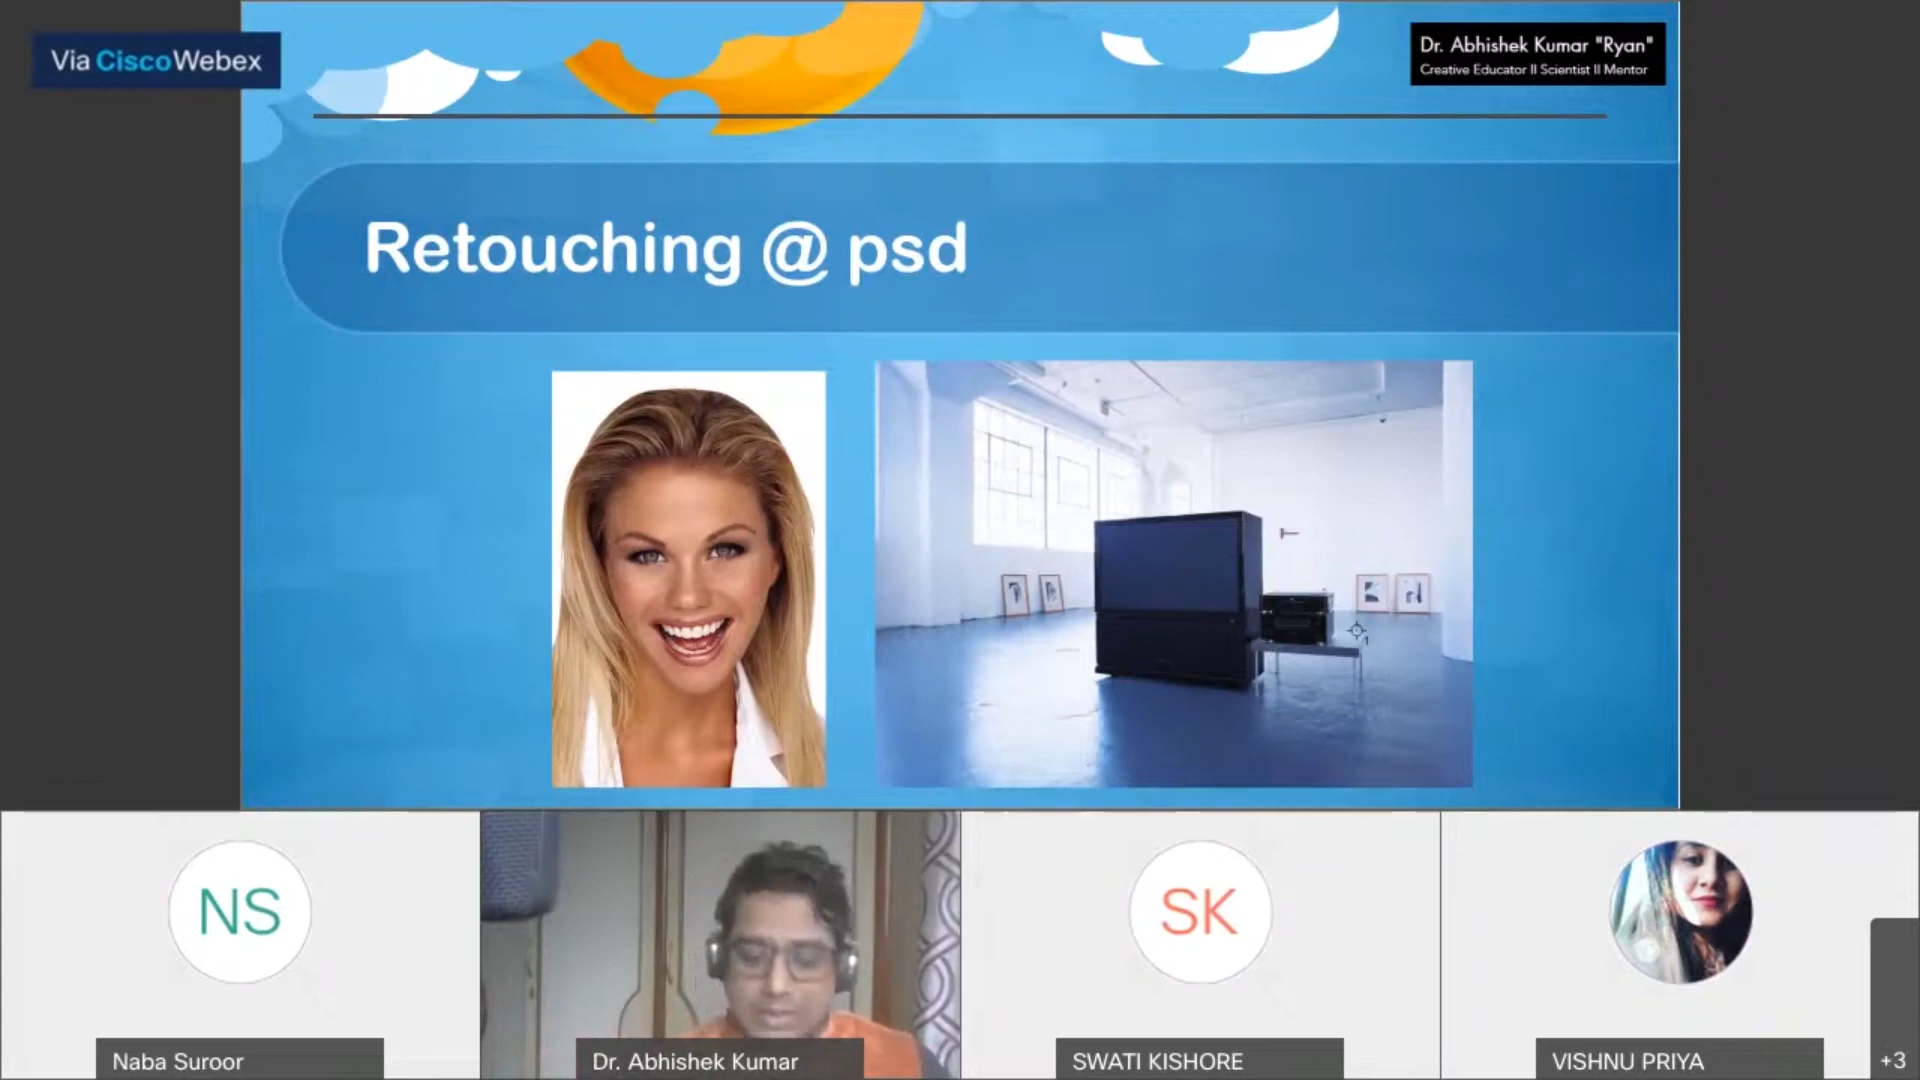 Via CiscoWebex
Dr. Abhishek Kumar "Ryan"
Creative Educator II Scientist II Mentor
Retouching @ psd
1
NS
SK
Naba Suroor
Dr. Abhishek Kumar
SWATI KISHORE
VISHNU PRIYA
+3